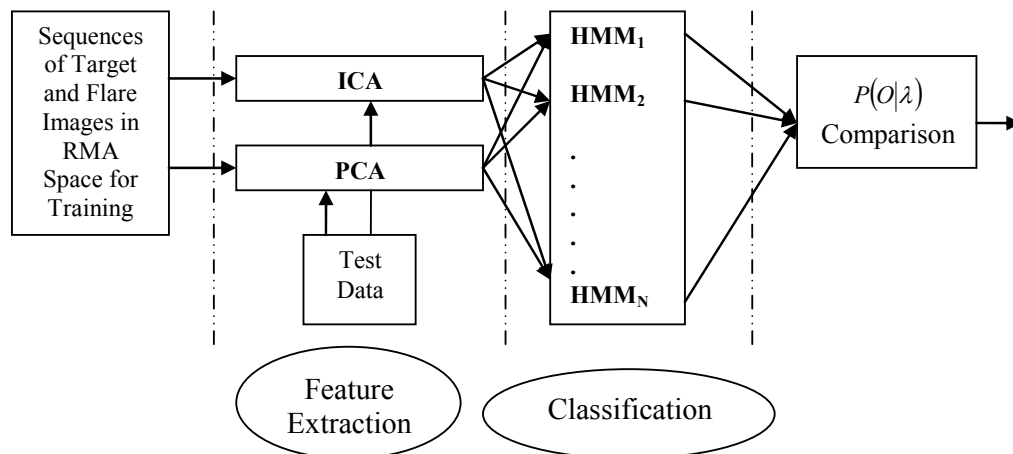 Sequences
of Target
and Flare
Images in
RMA
Space for
Training
ICA
PCA
Test
Data
Feature
Extraction
HMM₁
HMM₂
.
.
.
.
.
.
HMM_N
Classification
P(O|λ)
Comparison